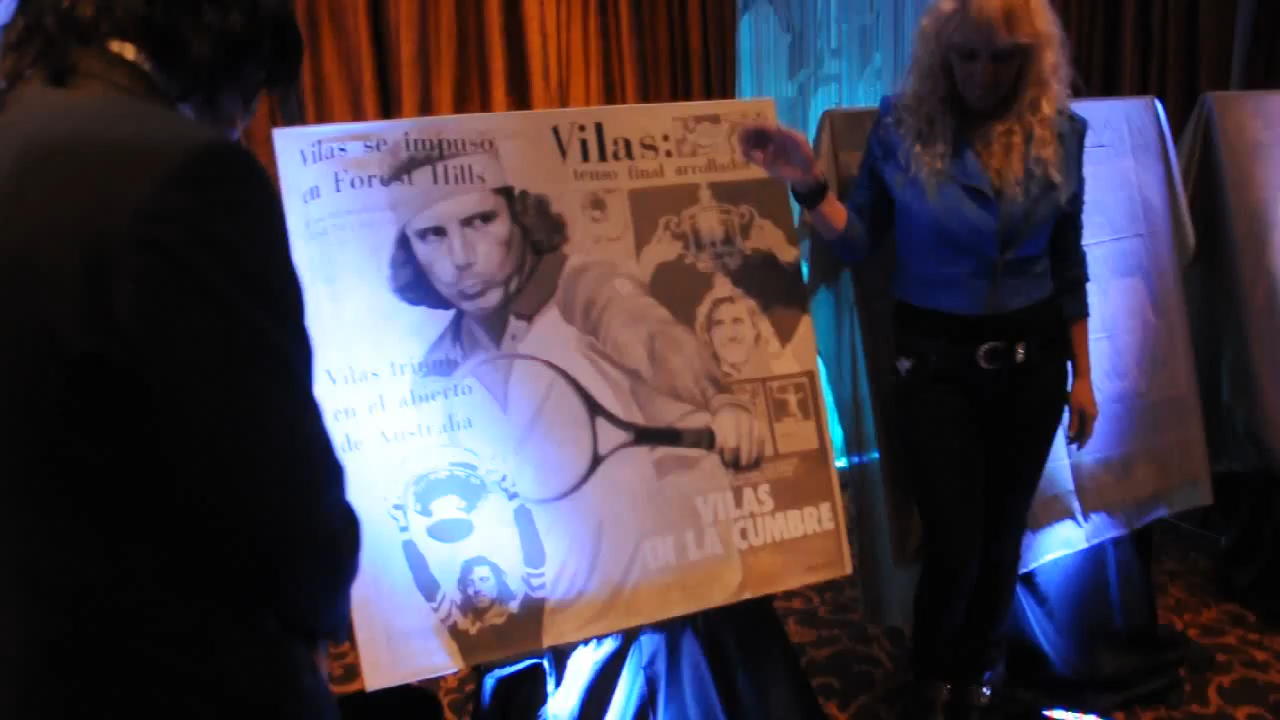 Vilas se impuso
en Forest Hills
Vilas:
tenso final arrollador
Vilas triunfó
en el abierto
de Australia
VILAS
EN LA CUMBRE